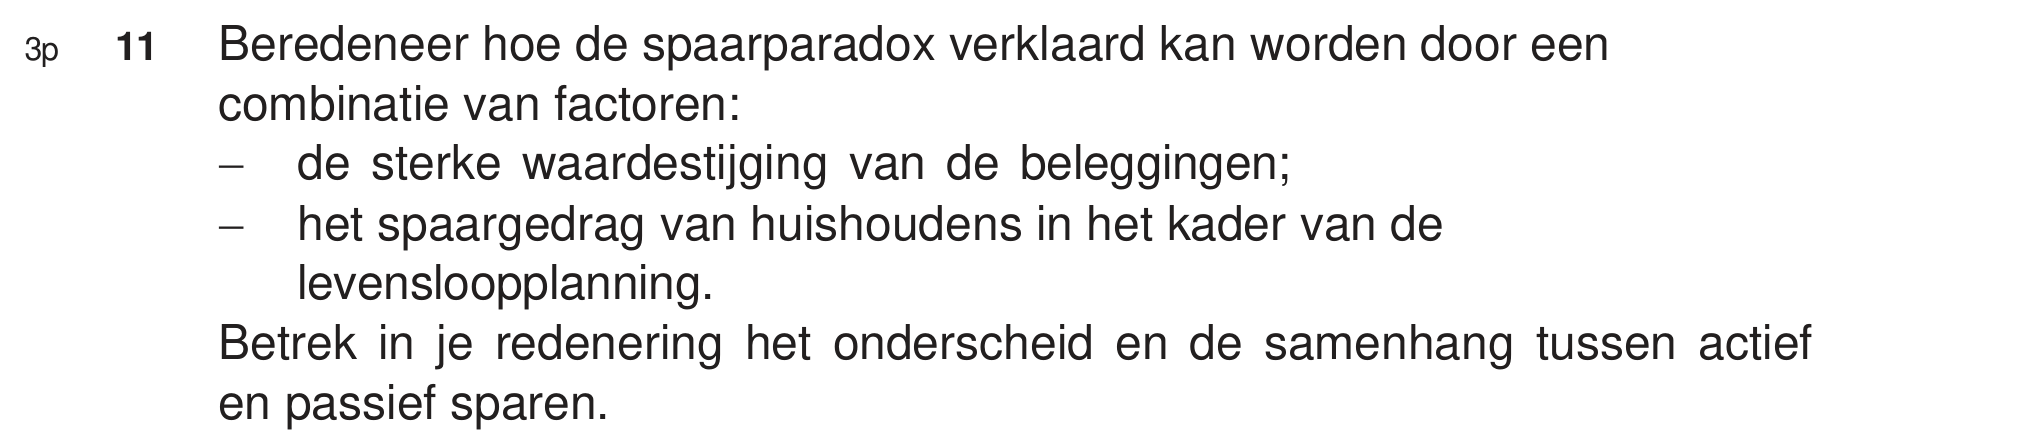 3p 11 Beredeneer hoe de spaarparadox verklaard kan worden door een
combinatie van factoren:
– de sterke waardestijging van de beleggingen;
– het spaargedrag van huishoudens in het kader van de
levensloopplanning.
Betrek in je redenering het onderscheid en de samenhang tussen actief
en passief sparen.